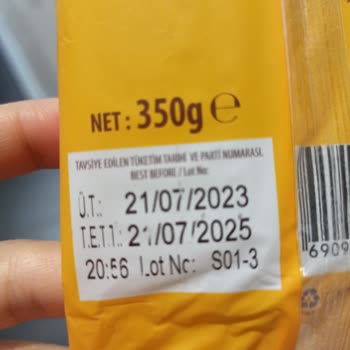 NET : 350g ℮
TAVSİYE EDİLEN TÜKETİM TARİHİ VE PARTİ NUMARASI.
BEST BEFORE / Lot No:
Ü.T.: 21/07/2023
T.E.T.T.: 21/07/2025
20:56 Lot No: S01-3
6909